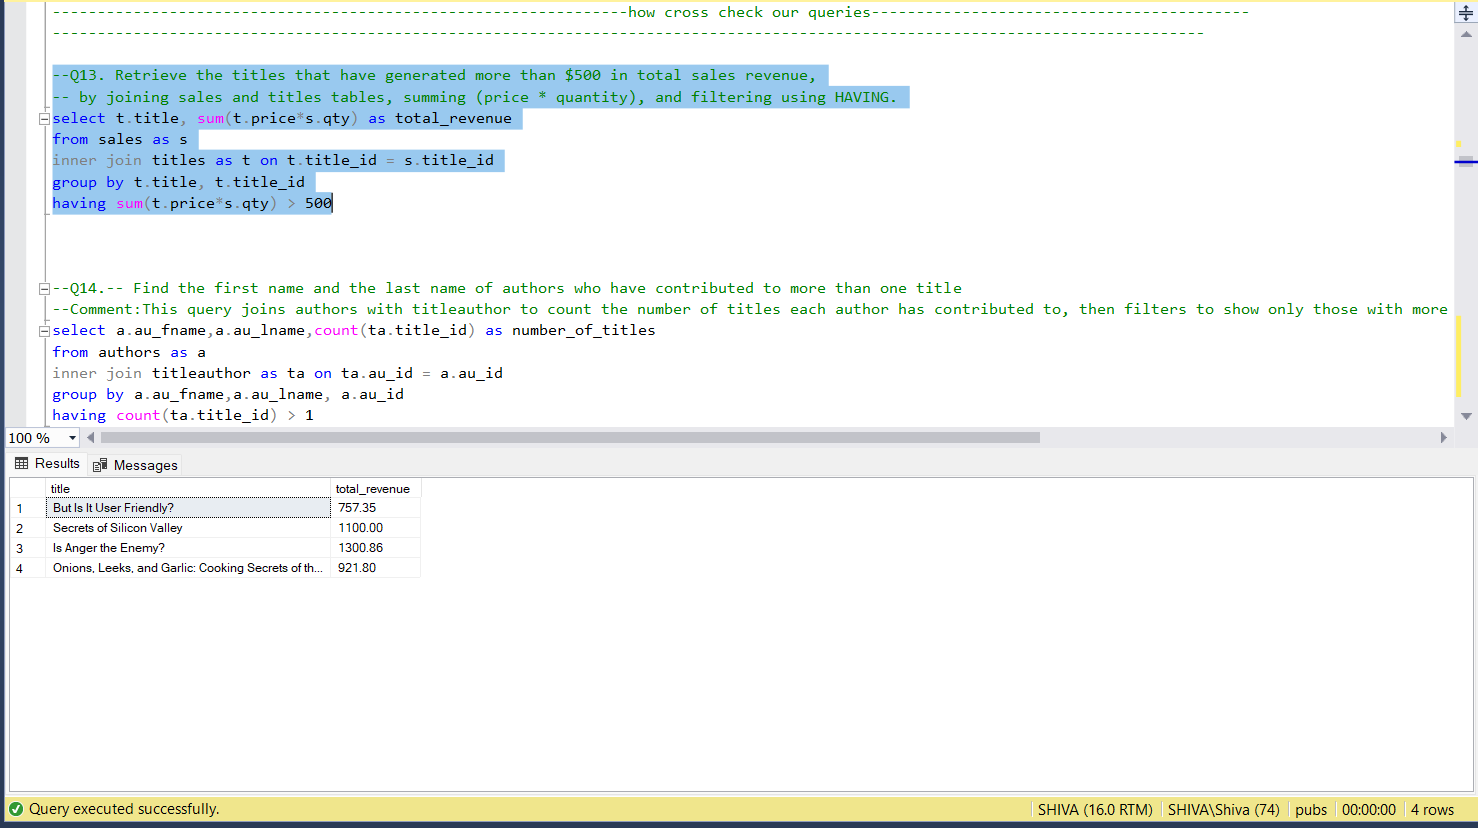 ----------------------------------------------------------------how cross check our queries------------------------------------------
--------------------------------------------------------------------------------------------------------------------------------
--Q13. Retrieve the titles that have generated more than $500 in total sales revenue,
-- by joining sales and titles tables, summing (price * quantity), and filtering using HAVING.
select t.title, sum(t.price*s.qty) as total_revenue
from sales as s
inner join titles as t on t.title_id = s.title_id
group by t.title, t.title_id
having sum(t.price*s.qty) > 500
--Q14.-- Find the first name and the last name of authors who have contributed to more than one title
--Comment:This query joins authors with titleauthor to count the number of titles each author has contributed to, then filters to show only those with more
select a.au_fname,a.au_lname,count(ta.title_id) as number_of_titles
from authors as a
inner join titleauthor as ta on ta.au_id = a.au_id
group by a.au_fname,a.au_lname, a.au_id
having count(ta.title_id) > 1
100 %
Results Messages
title total_revenue
1 But Is It User Friendly? 757.35
2 Secrets of Silicon Valley 1100.00
3 Is Anger the Enemy? 1300.86
4 Onions, Leeks, and Garlic: Cooking Secrets of th... 921.80
Query executed successfully. SHIVA (16.0 RTM) SHIVA\Shiva (74) pubs 00:00:00 4 rows